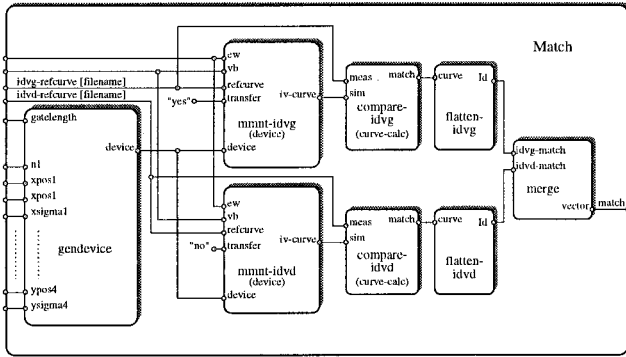 Match
ew
vb
idvg-refcurve [filename]
idvd-refcurve [filename]
refcurve
"yes"
transfer
iv-curve
mmnt-idvg
(device)
device
meas
match
sim
compare-
idvg
(curve-calc)
curve
Id
flatten-
idvg
gatelength
device
n1
xpos1
xpos1
xsigma1
gendevice
ypos4
ysigma4
ew
vb
refcurve
"no"
transfer
iv-curve
mmnt-idvd
(device)
device
meas
match
sim
compare-
idvd
(curve-calc)
curve
Id
flatten-
idvd
idvg-match
idvd-match
merge
vector
match